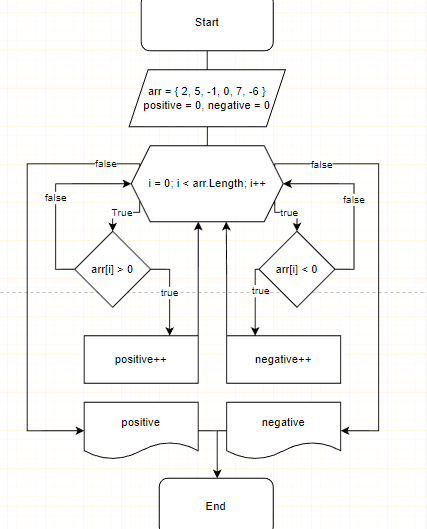 Start
arr = { 2, 5, -1, 0, 7, -6 }
positive = 0, negative = 0
false
false
i = 0; i < arr.Length; i++
false
false
True
true
arr[i] > 0
arr[i] < 0
true
true
positive++
negative++
positive
negative
End